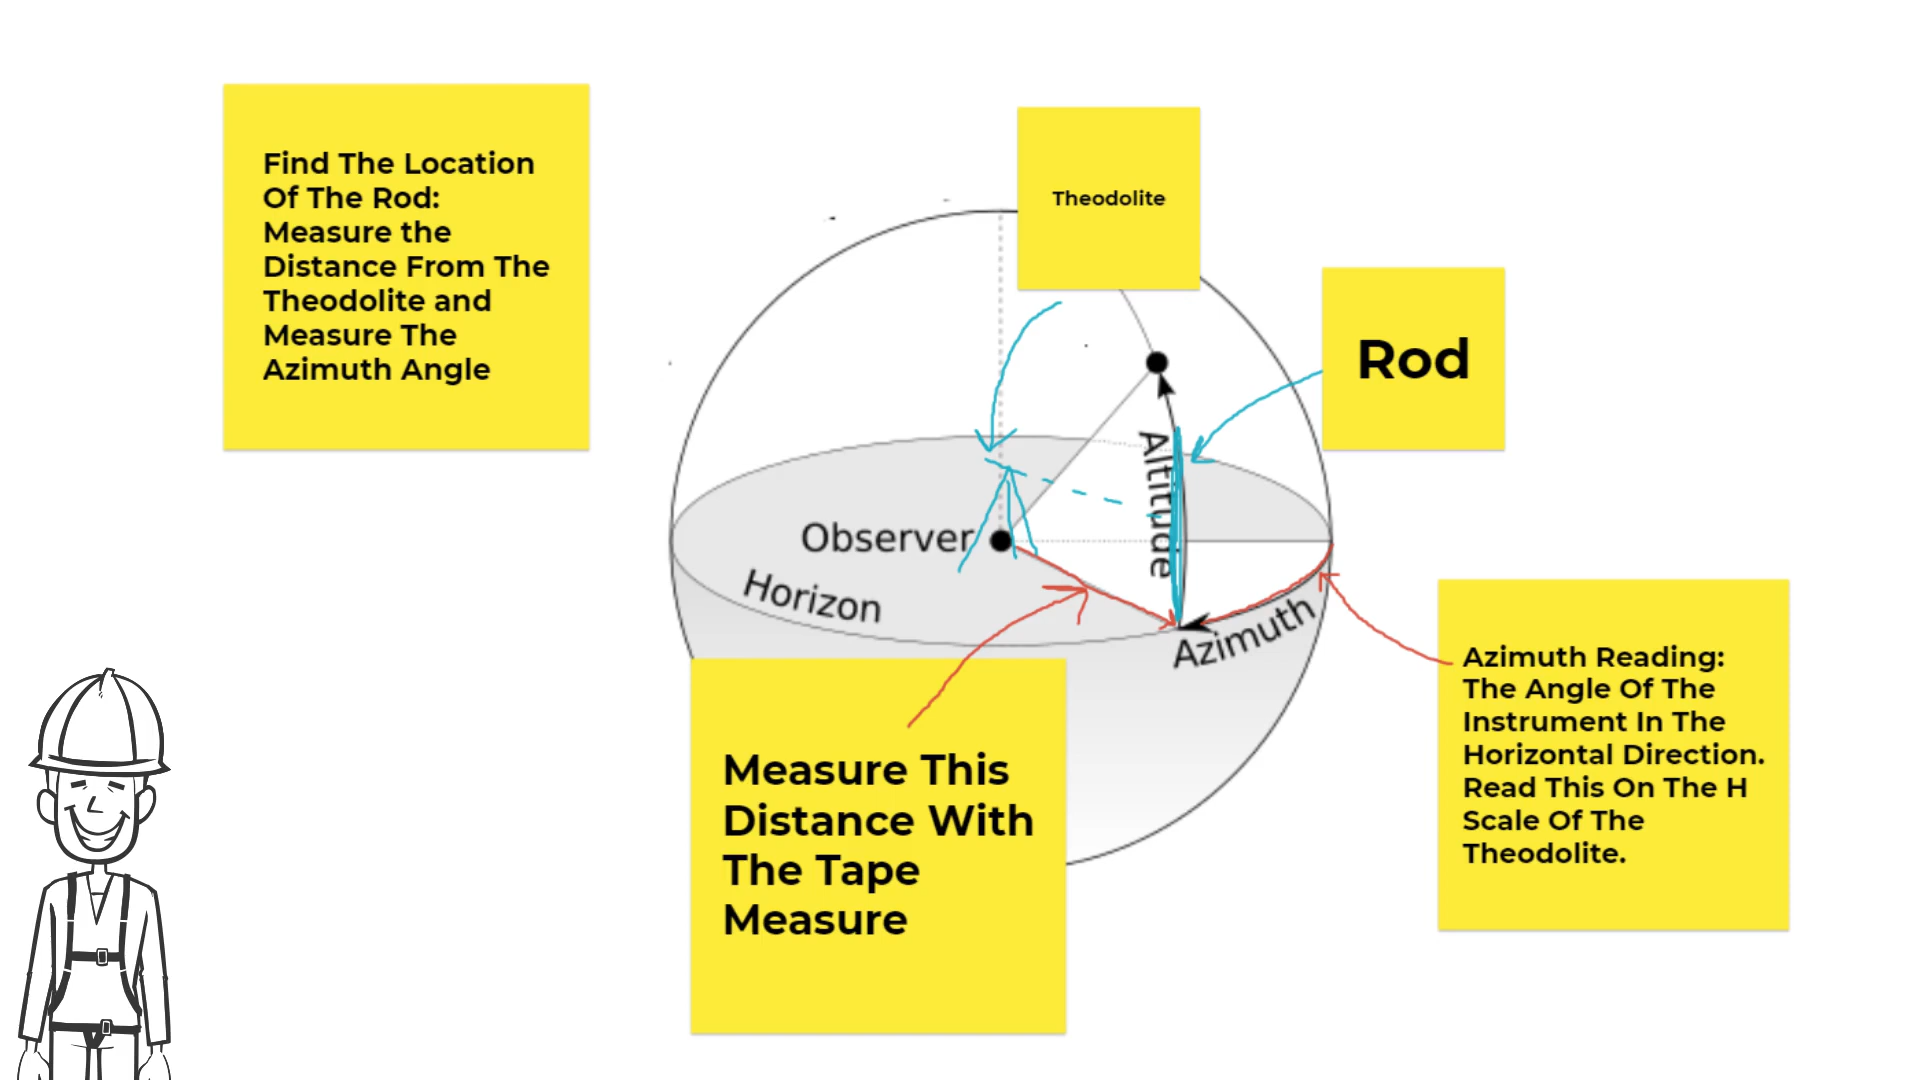 Find The Location
Of The Rod:
Measure the
Distance From The
Theodolite and
Measure The
Azimuth Angle
Theodolite
Rod
Altitude
Observer
Horizon
Azimuth
Measure This
Distance With
The Tape
Measure
Azimuth Reading:
The Angle Of The
Instrument In The
Horizontal Direction.
Read This On The H
Scale Of The
Theodolite.